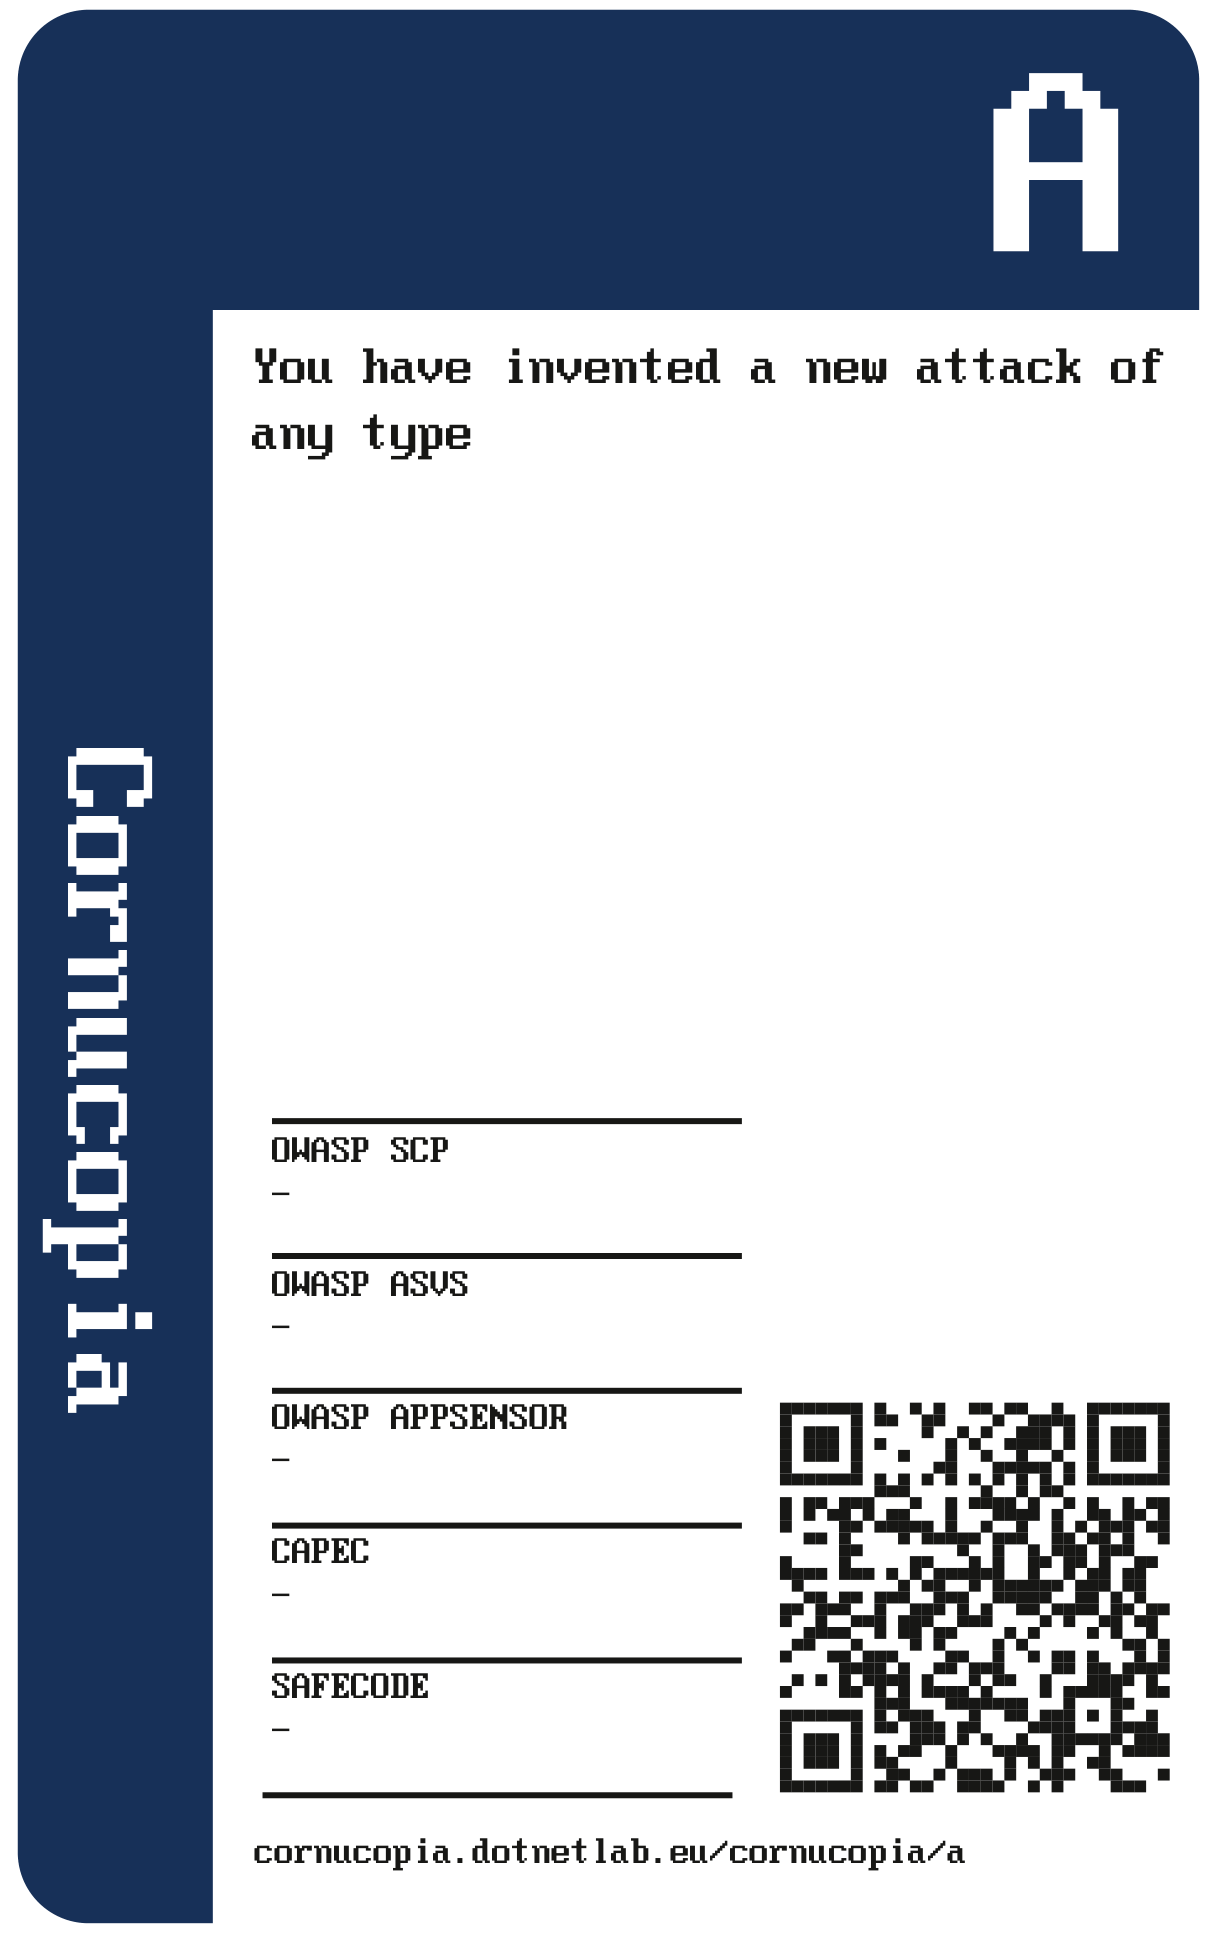 A
You have invented a new attack of
any type
Cornucopia
OWASP SCP
–
OWASP ASVS
–
OWASP APPSENSOR
–
CAPEC
–
SAFECODE
–
cornucopia.dotnetlab.eu/cornucopia/a